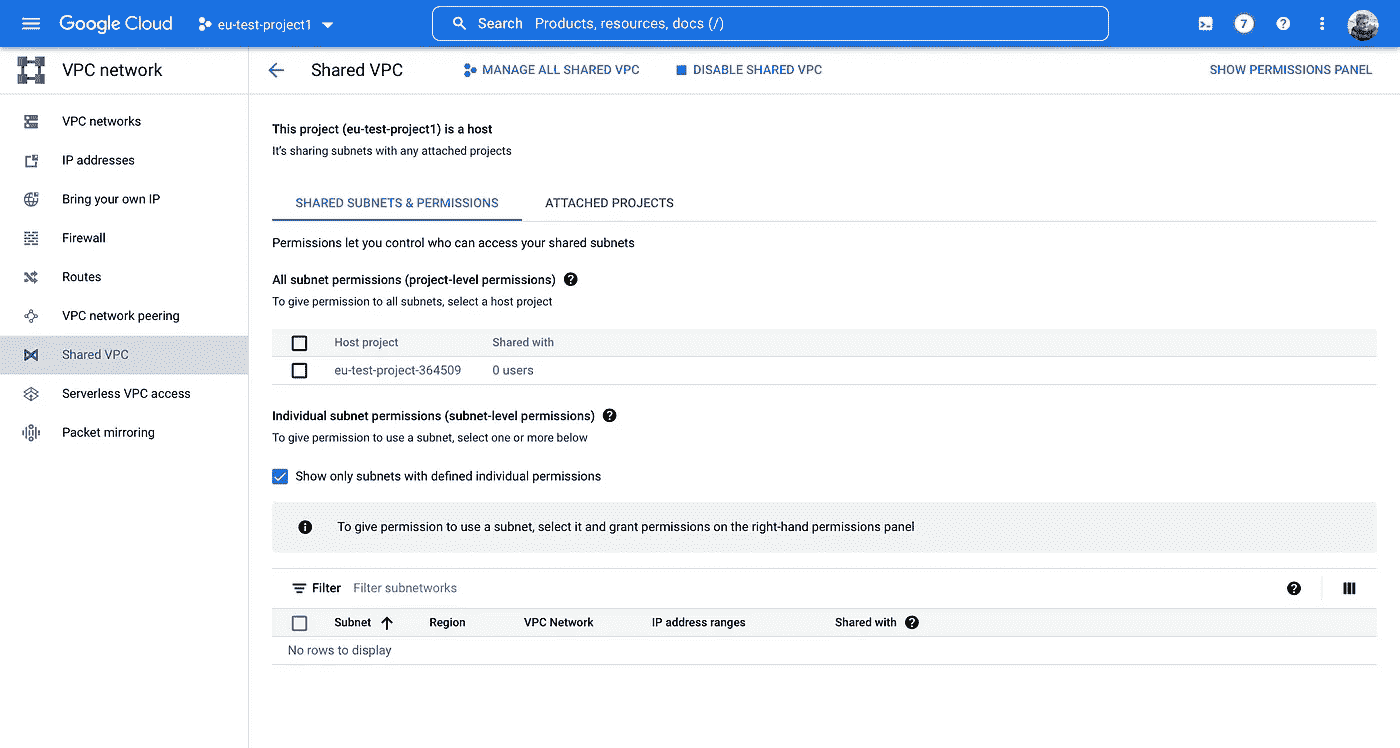 Google Cloud eu-test-project1 Search Products, resources, docs (/) 7
VPC network
VPC networks
IP addresses
Bring your own IP
Firewall
Routes
VPC network peering
Shared VPC
Serverless VPC access
Packet mirroring
Shared VPC MANAGE ALL SHARED VPC DISABLE SHARED VPC SHOW PERMISSIONS PANEL
This project (eu-test-project1) is a host
It's sharing subnets with any attached projects
SHARED SUBNETS & PERMISSIONS ATTACHED PROJECTS
Permissions let you control who can access your shared subnets
All subnet permissions (project-level permissions)
To give permission to all subnets, select a host project
Host project Shared with
eu-test-project-364509 0 users
Individual subnet permissions (subnet-level permissions)
To give permission to use a subnet, select one or more below
Show only subnets with defined individual permissions
To give permission to use a subnet, select it and grant permissions on the right-hand permissions panel
Filter Filter subnetworks
Subnet Region VPC Network IP address ranges Shared with
No rows to display